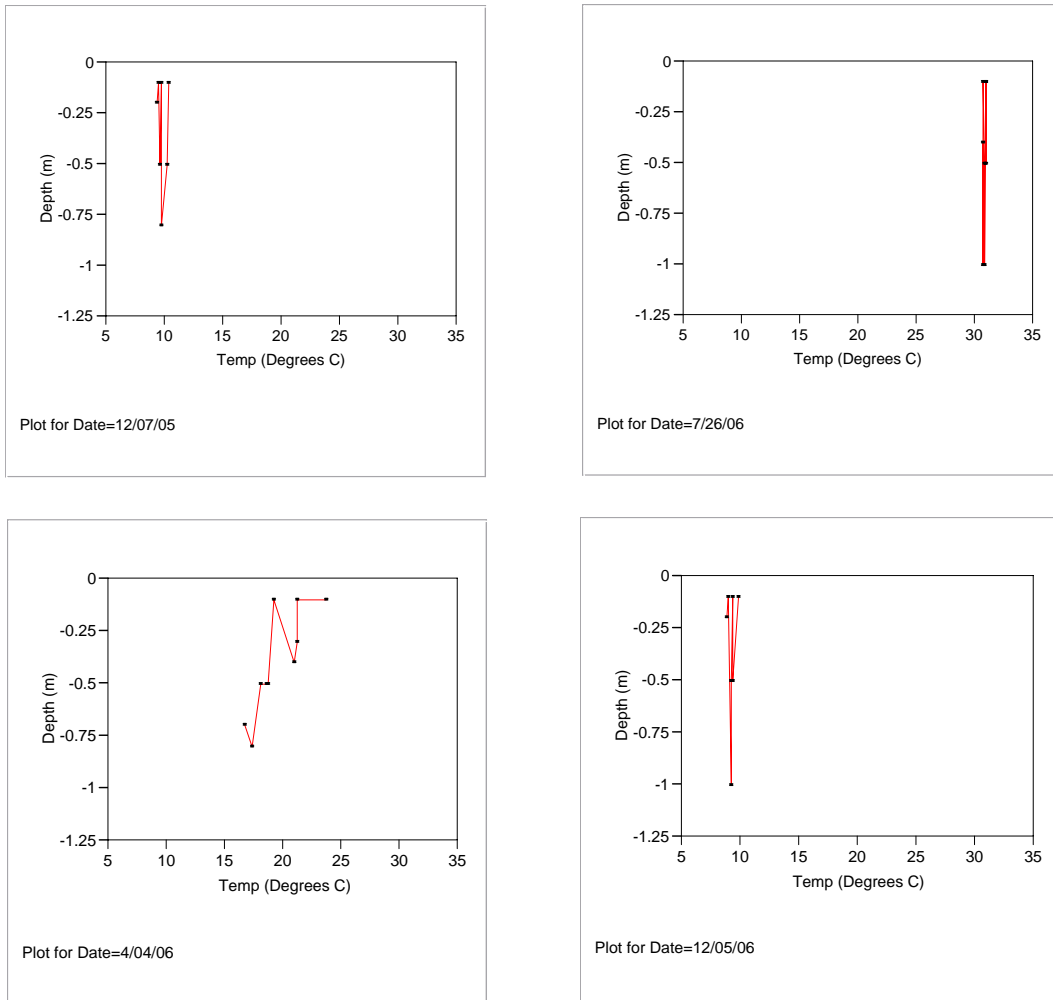 0
-0.25
-0.5
-0.75
-1
-1.25
Depth (m)
5 10 15 20 25 30 35
Temp (Degrees C)
Plot for Date=12/07/05
0
-0.25
-0.5
-0.75
-1
-1.25
Depth (m)
5 10 15 20 25 30 35
Temp (Degrees C)
Plot for Date=7/26/06
0
-0.25
-0.5
-0.75
-1
-1.25
Depth (m)
5 10 15 20 25 30 35
Temp (Degrees C)
Plot for Date=4/04/06
0
-0.25
-0.5
-0.75
-1
-1.25
Depth (m)
5 10 15 20 25 30 35
Temp (Degrees C)
Plot for Date=12/05/06